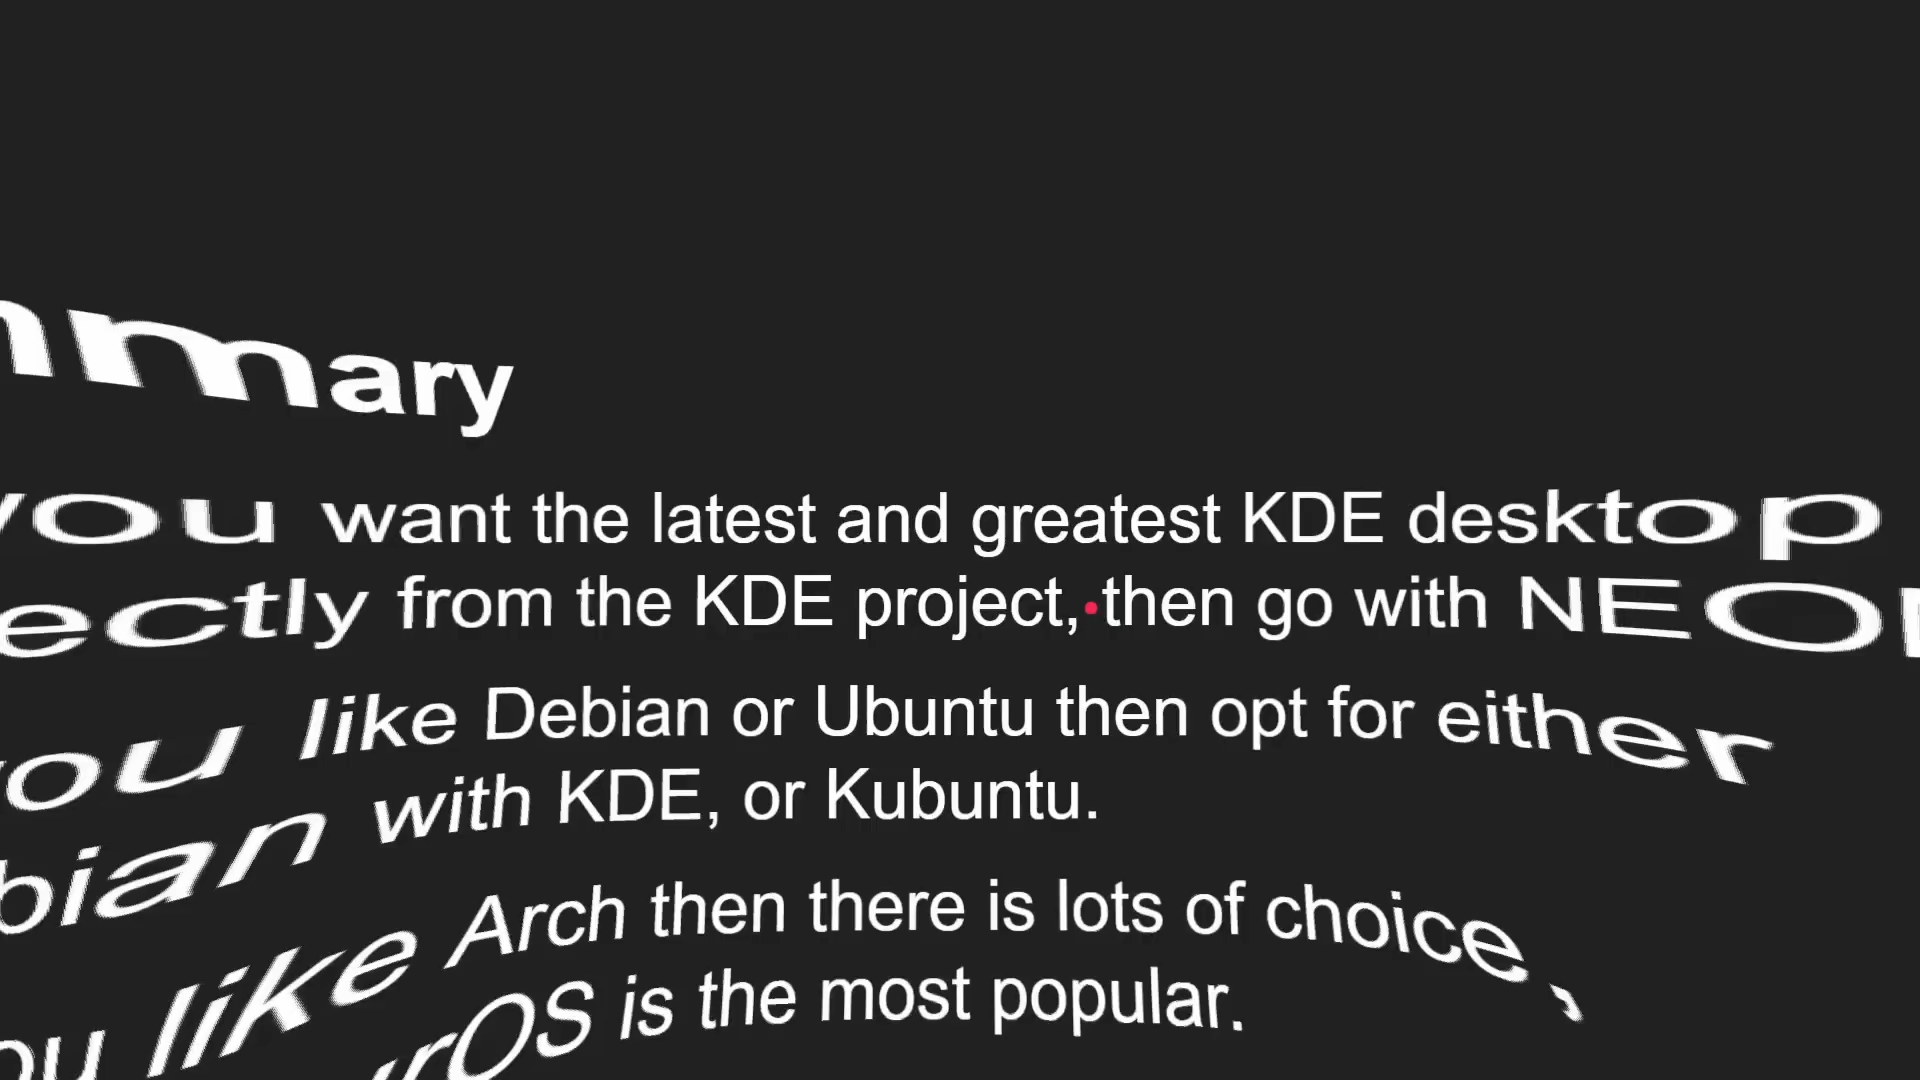 mmary
you want the latest and greatest KDE desktop
ectly from the KDE project, then go with NEO
you like Debian or Ubuntu then opt for either
bian with KDE, or Kubuntu.
like Arch then there is lots of choice,
urOS is the most popular.